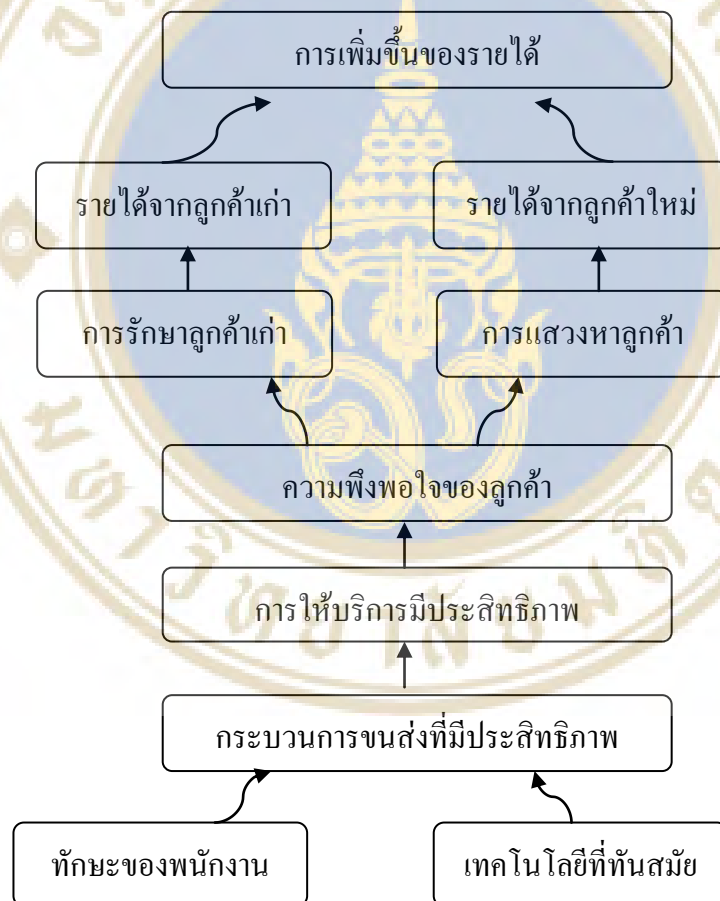 การเพิ่มขึ้นของรายได้
รายได้จากลูกค้าเก่า
รายได้จากลูกค้าใหม่
การรักษาลูกค้าเก่า
การแสวงหาลูกค้า
ความพึงพอใจของลูกค้า
การให้บริการมีประสิทธิภาพ
กระบวนการขนส่งที่มีประสิทธิภาพ
ทักษะของพนักงาน
เทคโนโลยีที่ทันสมัย